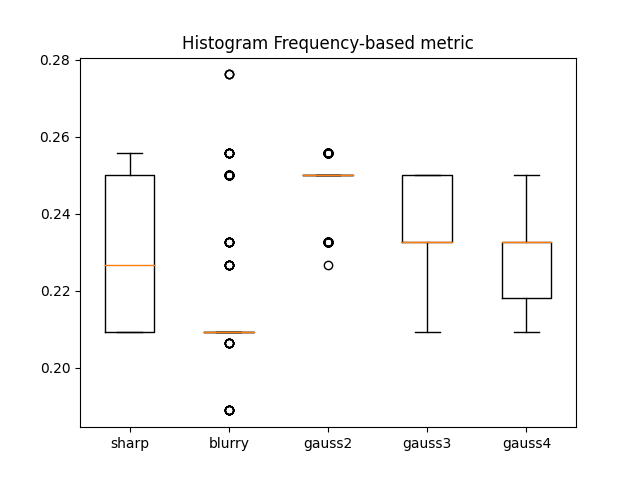 Histogram Frequency-based metric
0.28
0.26
0.24
0.22
0.20
sharp
blurry
gauss2
gauss3
gauss4